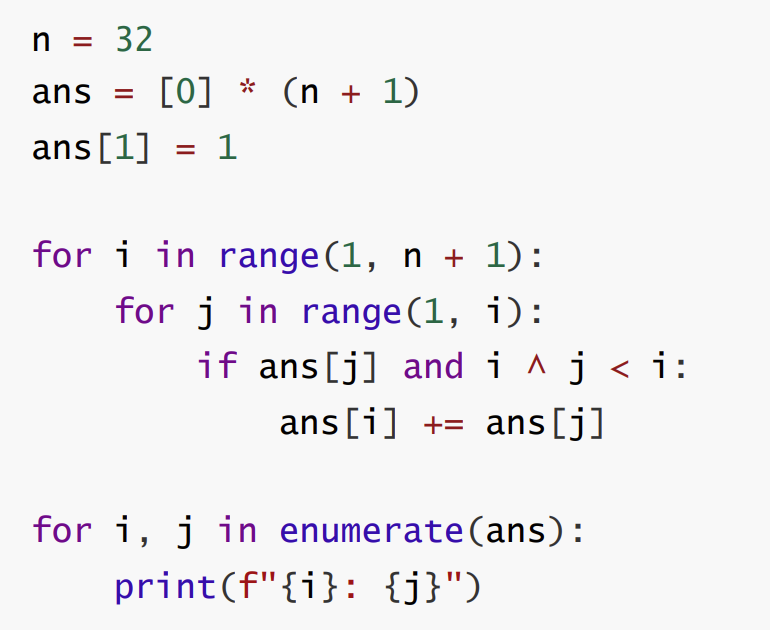 n = 32
ans = [0] * (n + 1)
ans[1] = 1
for i in range(1, n + 1):
    for j in range(1, i):
        if ans[j] and i ^ j < i:
            ans[i] += ans[j]
for i, j in enumerate(ans):
    print(f"{i}: {j}")